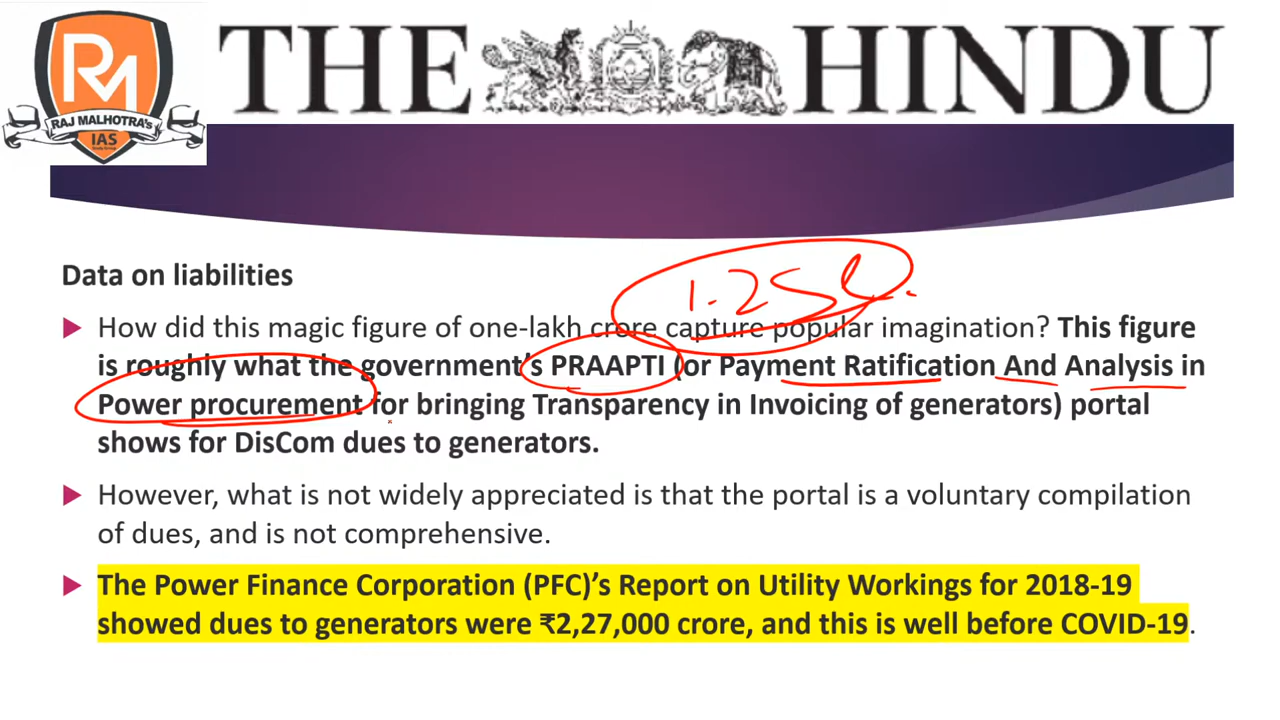 RM
RAJ MALHOTRA'S
IAS
THE HINDU
Data on liabilities
How did this magic figure of one-lakh crore capture popular imagination? This figure
is roughly what the government's PRAAPTI (or Payment Ratification And Analysis in
Power procurement for bringing Transparency in Invoicing of generators) portal
shows for DisCom dues to generators.
However, what is not widely appreciated is that the portal is a voluntary compilation
of dues, and is not comprehensive.
The Power Finance Corporation (PFC)'s Report on Utility Workings for 2018-19
showed dues to generators were ₹2,27,000 crore, and this is well before COVID-19.